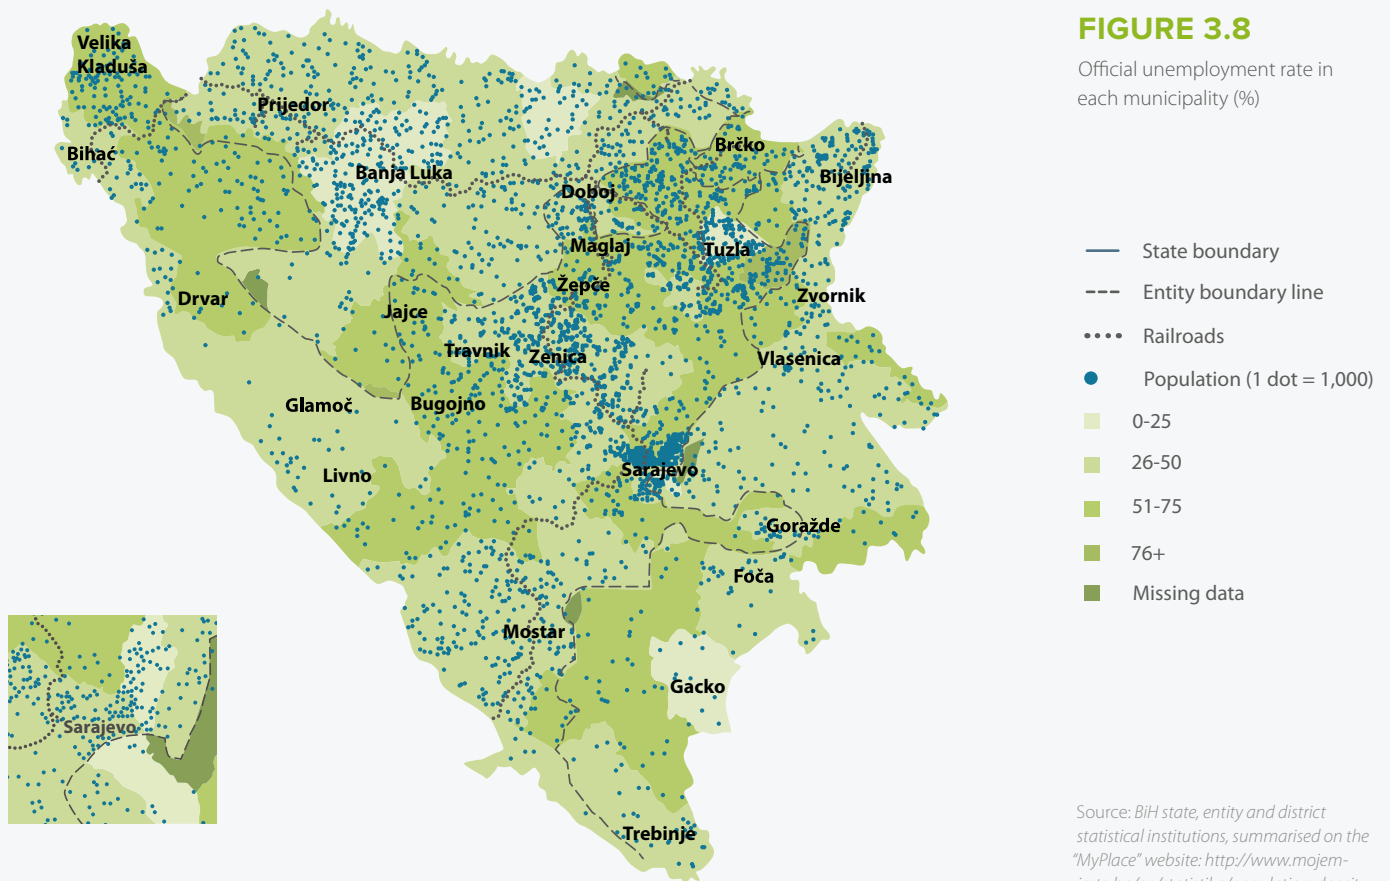 FIGURE 3.8
Official unemployment rate in
each municipality (%)
State boundary
Entity boundary line
Railroads
Population (1 dot = 1,000)
0-25
26-50
51-75
76+
Missing data
Velika
Kladuša
Prijedor
Bihać
Banja Luka
Brčko
Bijeljina
Doboj
Maglaj
Tuzla
Žepče
Drvar
Zvornik
Jajce
Travnik
Zenica
Vlasenica
Glamoč
Bugojno
Livno
Sarajevo
Goražde
Foča
Mostar
Gacko
Trebinje
Sarajevo
Source: BiH state, entity and district
statistical institutions, summarised on the
“MyPlace” website: http://www.mojem-